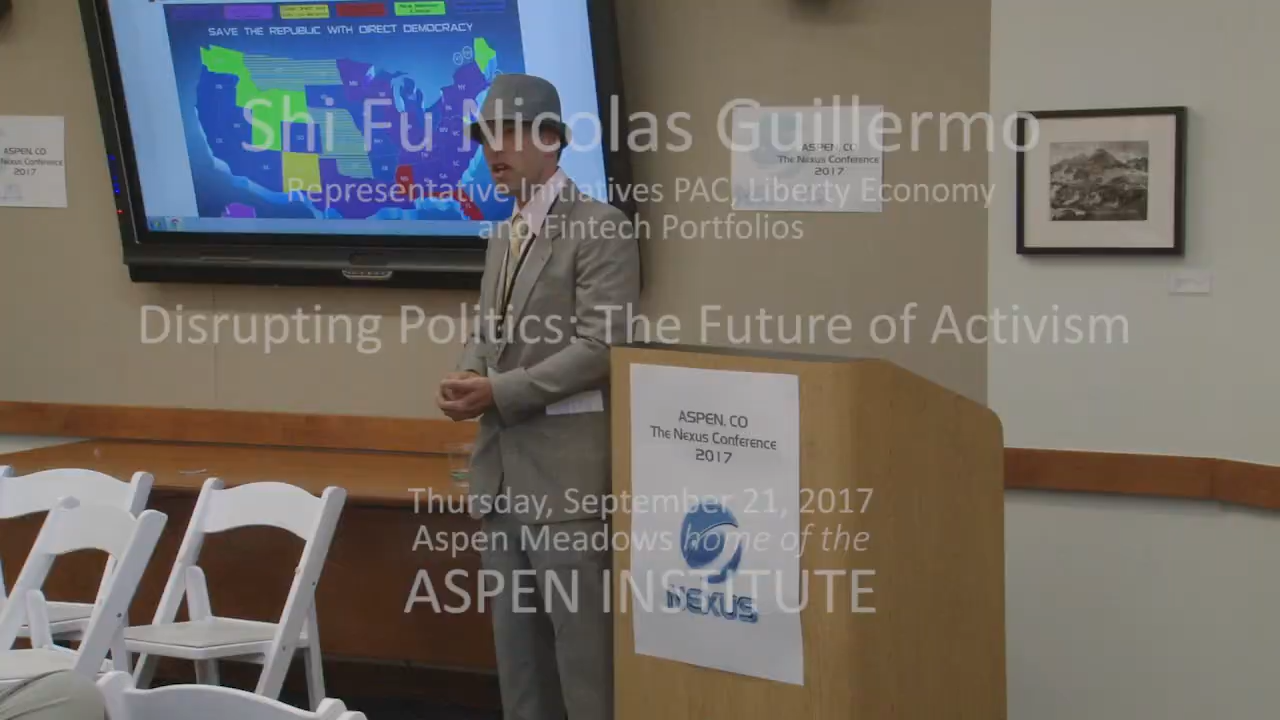 SAVE THE REPUBLIC WITH DIRECT DEMOCRACY
Shi Fu Nicolas Guillermo
Representative Initiatives PAC, Liberty Economy
and Fintech Portfolios
Disrupting Politics: The Future of Activism
Thursday, September 21, 2017
Aspen Meadows home of the
ASPEN INSTITUTE
ASPEN, CO
Nexus Conference
2017
ASPEN, CO
The Nexus Conference
2017
ASPEN, CO
The Nexus Conference
2017
NEXUS